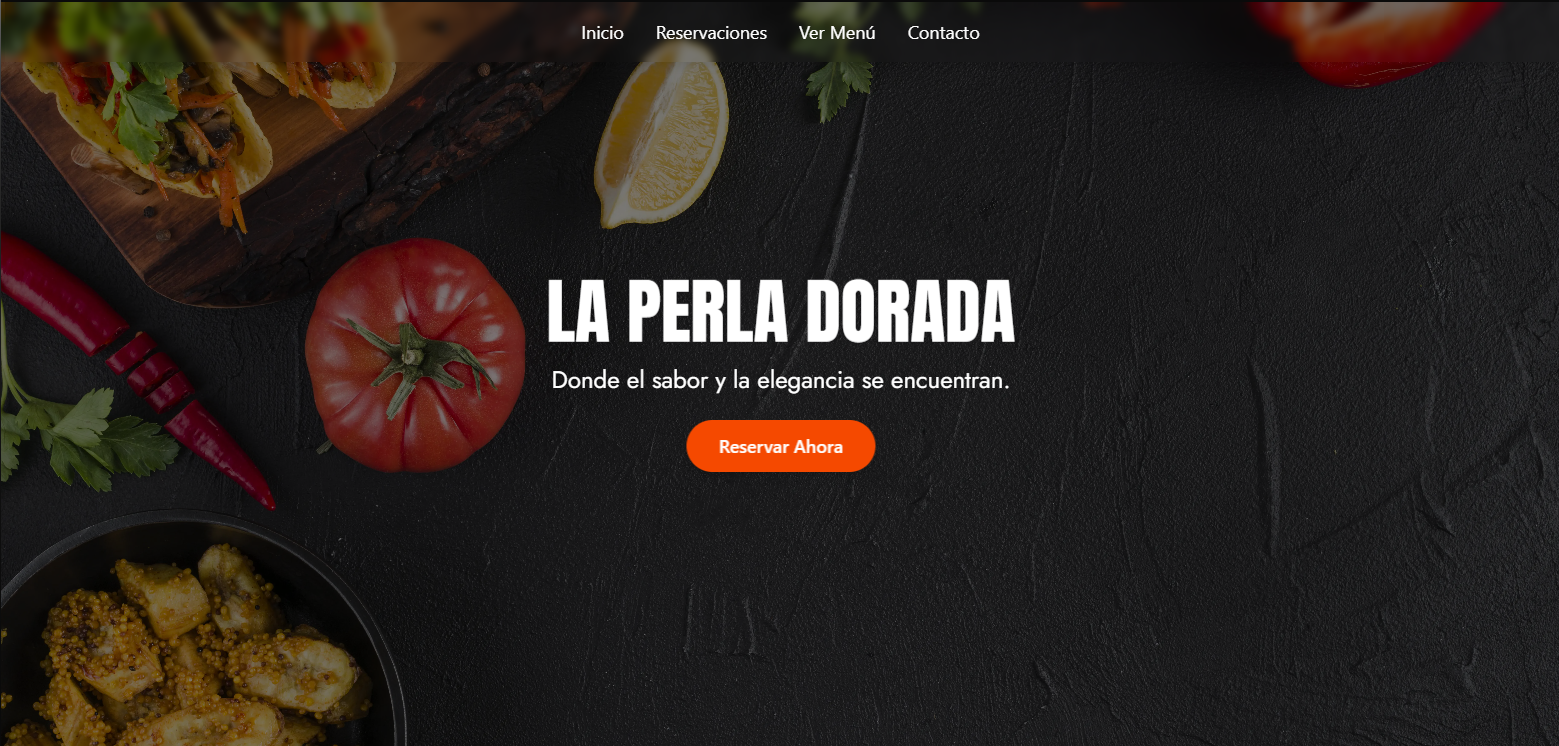 Inicio Reservaciones Ver Menú Contacto
LA PERLA DORADA
Donde el sabor y la elegancia se encuentran.
Reservar Ahora